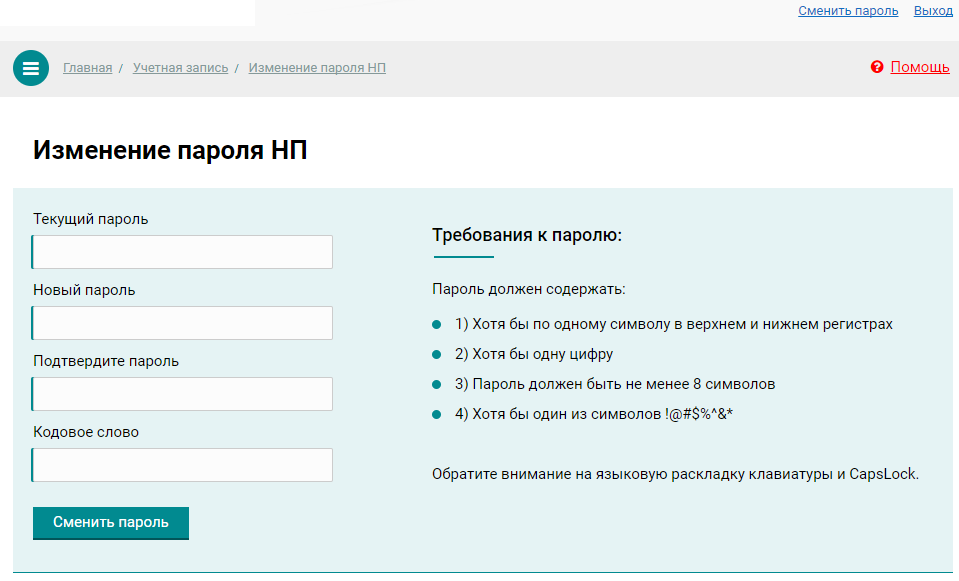 Сменить пароль Выход
Главная / Учетная запись / Изменение пароля НП
Помощь
Изменение пароля НП
Текущий пароль
Новый пароль
Подтвердите пароль
Кодовое слово
Сменить пароль
Требования к паролю:
Пароль должен содержать:
1) Хотя бы по одному символу в верхнем и нижнем регистрах
2) Хотя бы одну цифру
3) Пароль должен быть не менее 8 символов
4) Хотя бы один из символов !@#$%^&*
Обратите внимание на языковую раскладку клавиатуры и CapsLock.